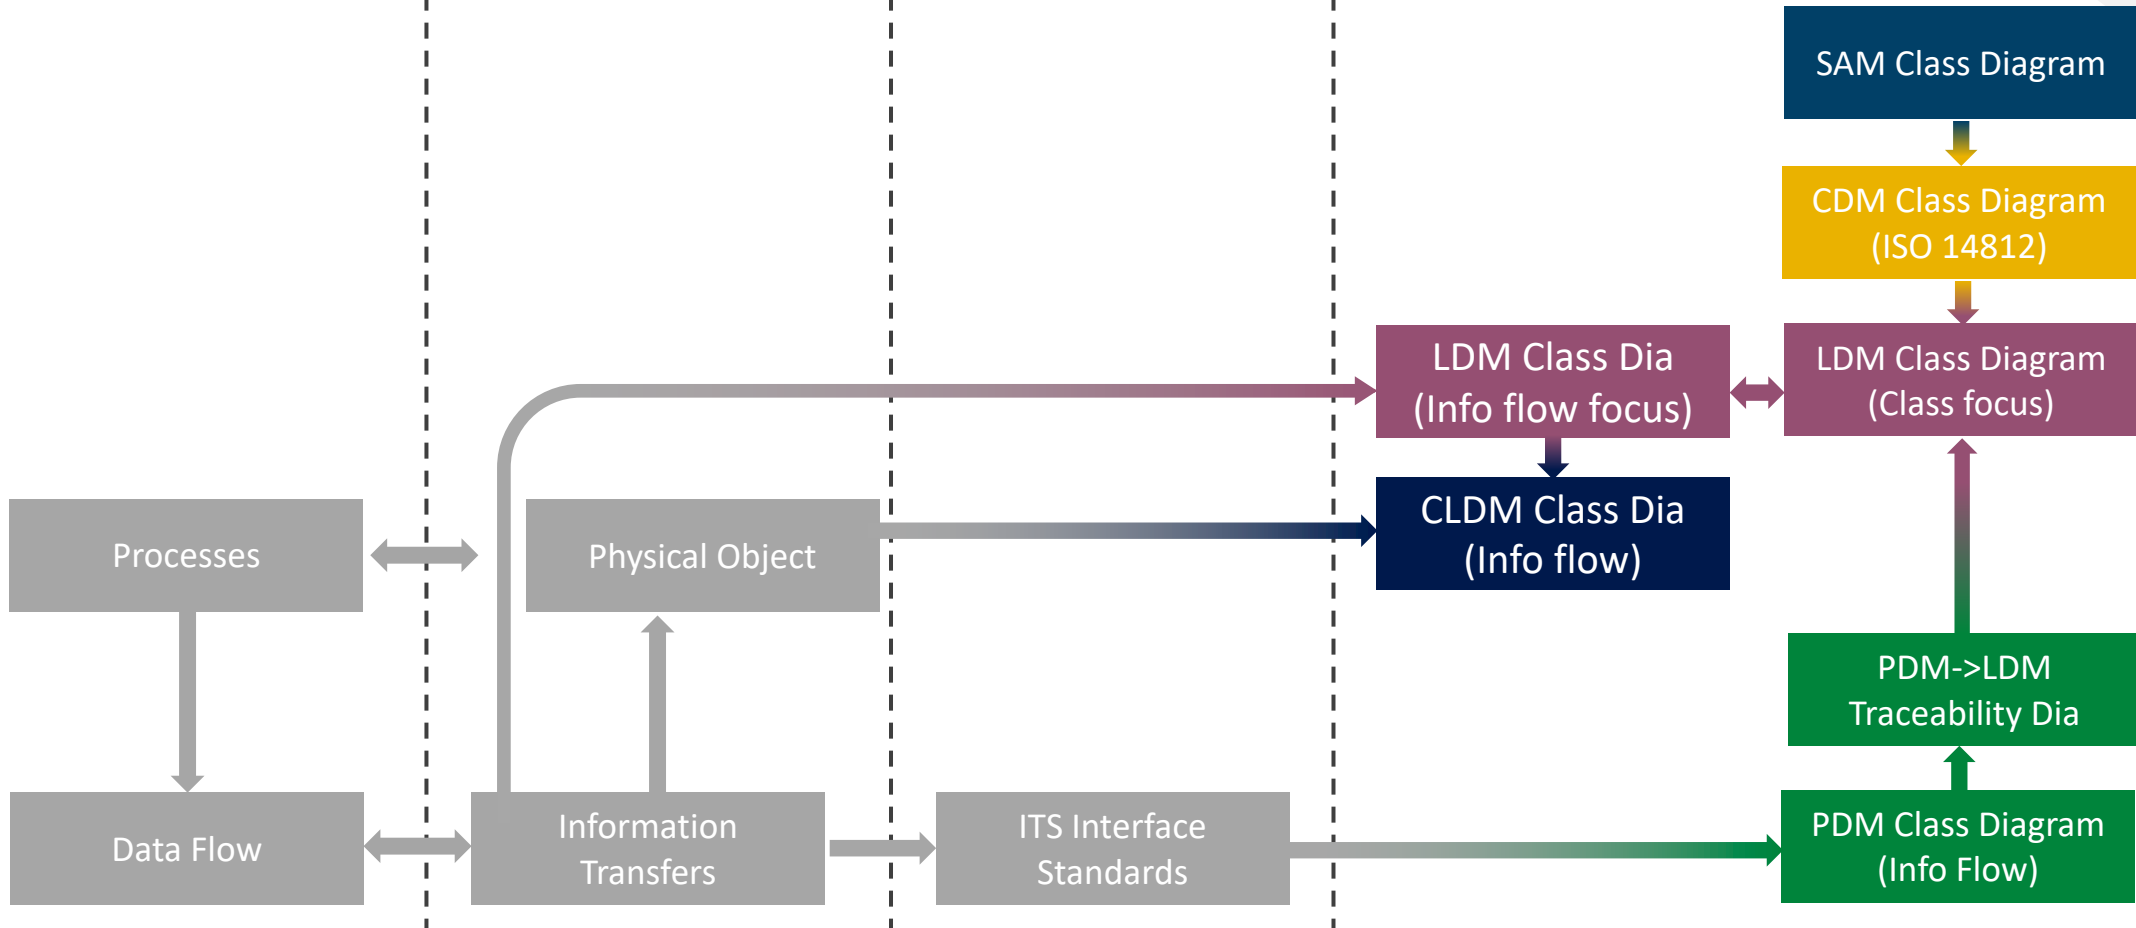 SAM Class Diagram
CDM Class Diagram
(ISO 14812)
LDM Class Dia
(Info flow focus)
LDM Class Diagram
(Class focus)
CLDM Class Dia
(Info flow)
Processes
Physical Object
PDM->LDM
Traceability Dia
Data Flow
Information
Transfers
ITS Interface
Standards
PDM Class Diagram
(Info Flow)